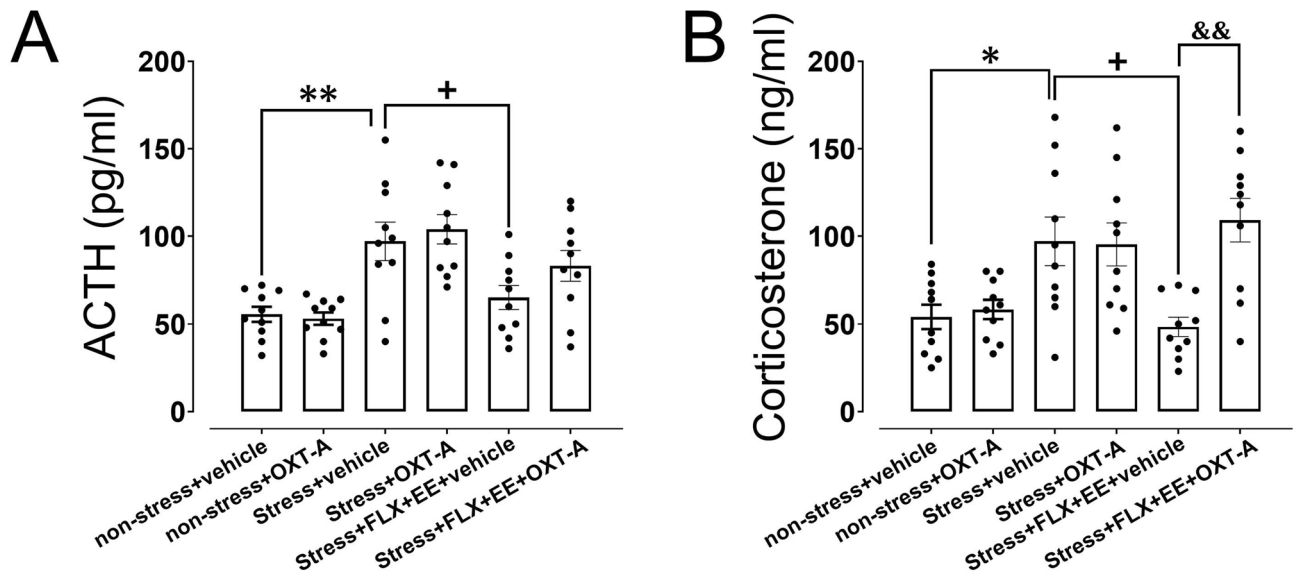 A
ACTH (pg/ml)
200
150
100
50
0
**
+
non-stress+vehicle
non-stress+OXT-A
Stress+vehicle
Stress+OXT-A
Stress+FLX+EE+vehicle
Stress+FLX+EE+OXT-A
B
Corticosterone (ng/ml)
200
150
100
50
0
*
+
&&
non-stress+vehicle
non-stress+OXT-A
Stress+vehicle
Stress+OXT-A
Stress+FLX+EE+vehicle
Stress+FLX+EE+OXT-A